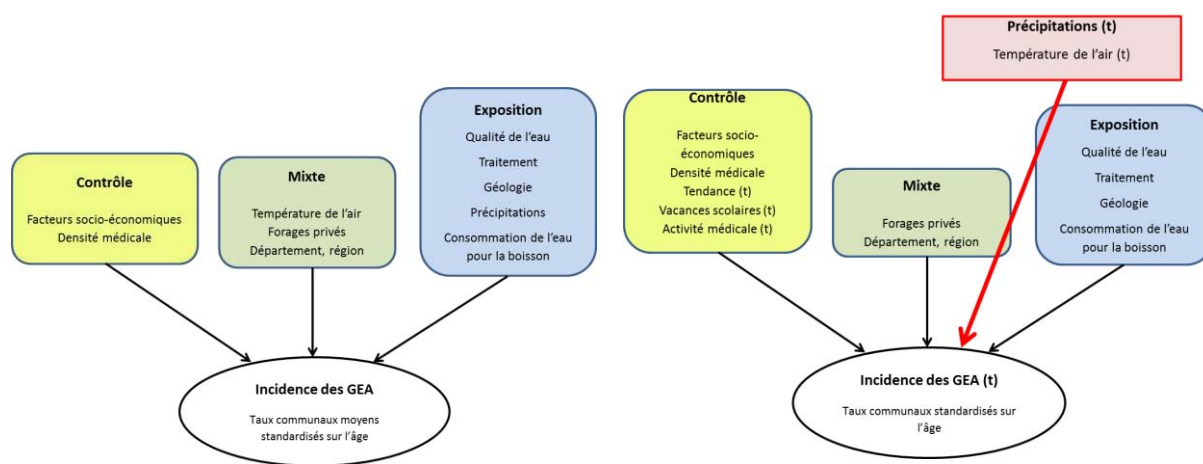 Contrôle
Facteurs socio-économiques
Densité médicale
Mixte
Température de l'air
Forages privés
Département, région
Exposition
Qualité de l'eau
Traitement
Géologie
Précipitations
Consommation de l'eau
pour la boisson
Incidence des GEA
Taux communaux moyens
standardisés sur l'âge
Précipitations (t)
Température de l'air (t)
Contrôle
Facteurs socio-
économiques
Densité médicale
Tendance (t)
Vacances scolaires (t)
Activité médicale (t)
Mixte
Forages privés
Département, région
Exposition
Qualité de l'eau
Traitement
Géologie
Consommation de l'eau
pour la boisson
Incidence des GEA (t)
Taux communaux standardisés sur
l'âge